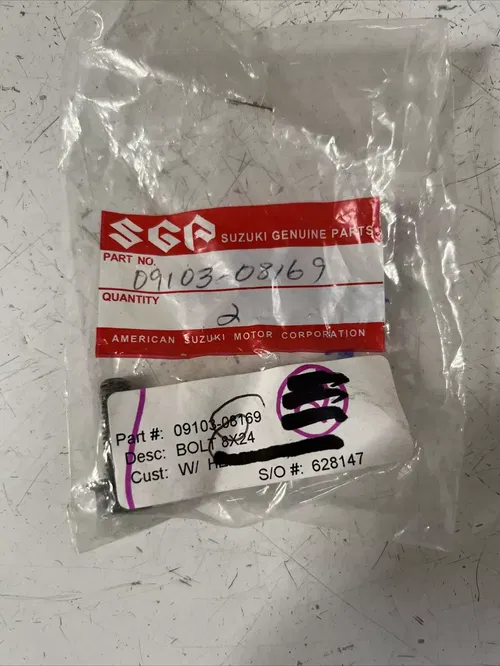 SGP SUZUKI GENUINE PARTS
PART NO.
09103-08169
QUANTITY
2
AMERICAN SUZUKI MOTOR CORPORATION
Part #: 09103-08169
Desc: BOLT 8X24
Cust: W/
S/O #: 628147